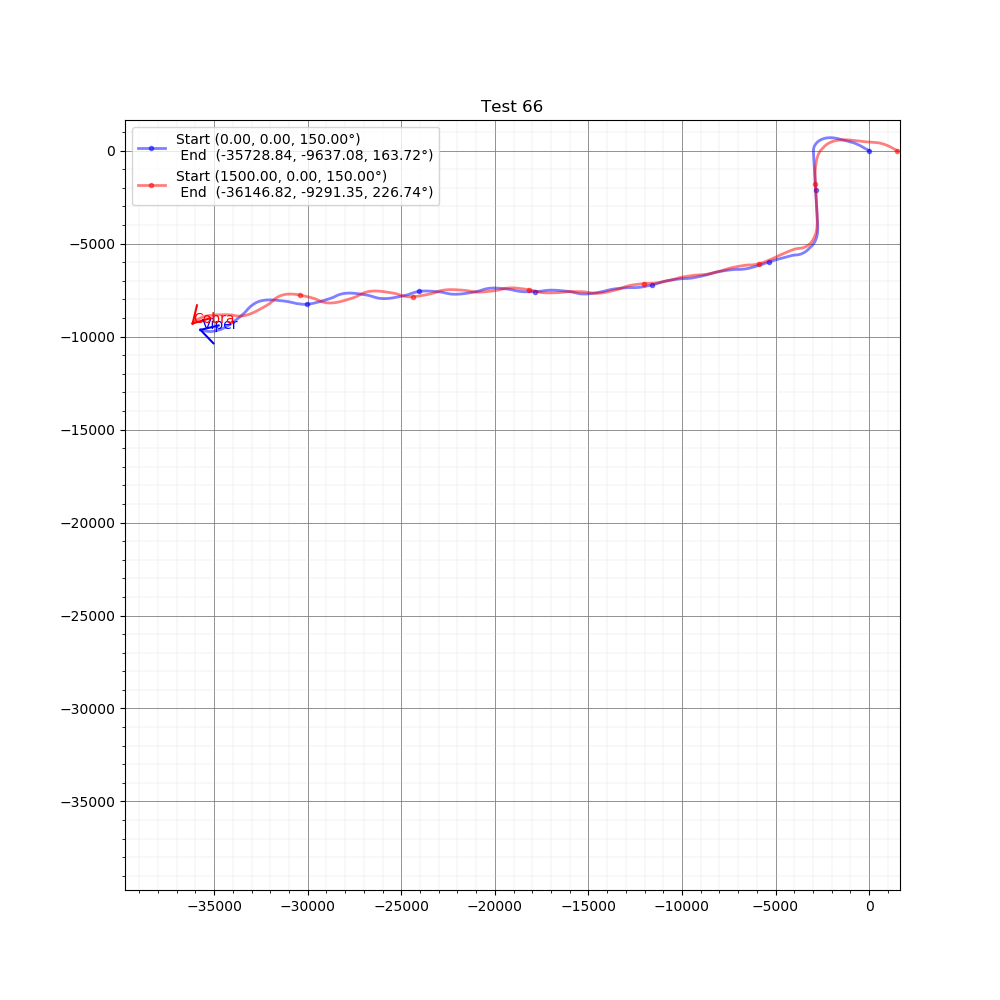 Test 66
Start (0.00, 0.00, 150.00°)
End (-35728.84, -9637.08, 163.72°)
Start (1500.00, 0.00, 150.00°)
End (-36146.82, -9291.35, 226.74°)
0
−5000
−10000
−15000
−20000
−25000
−30000
−35000
Cobra
Viper
−35000 −30000 −25000 −20000 −15000 −10000 −5000 0